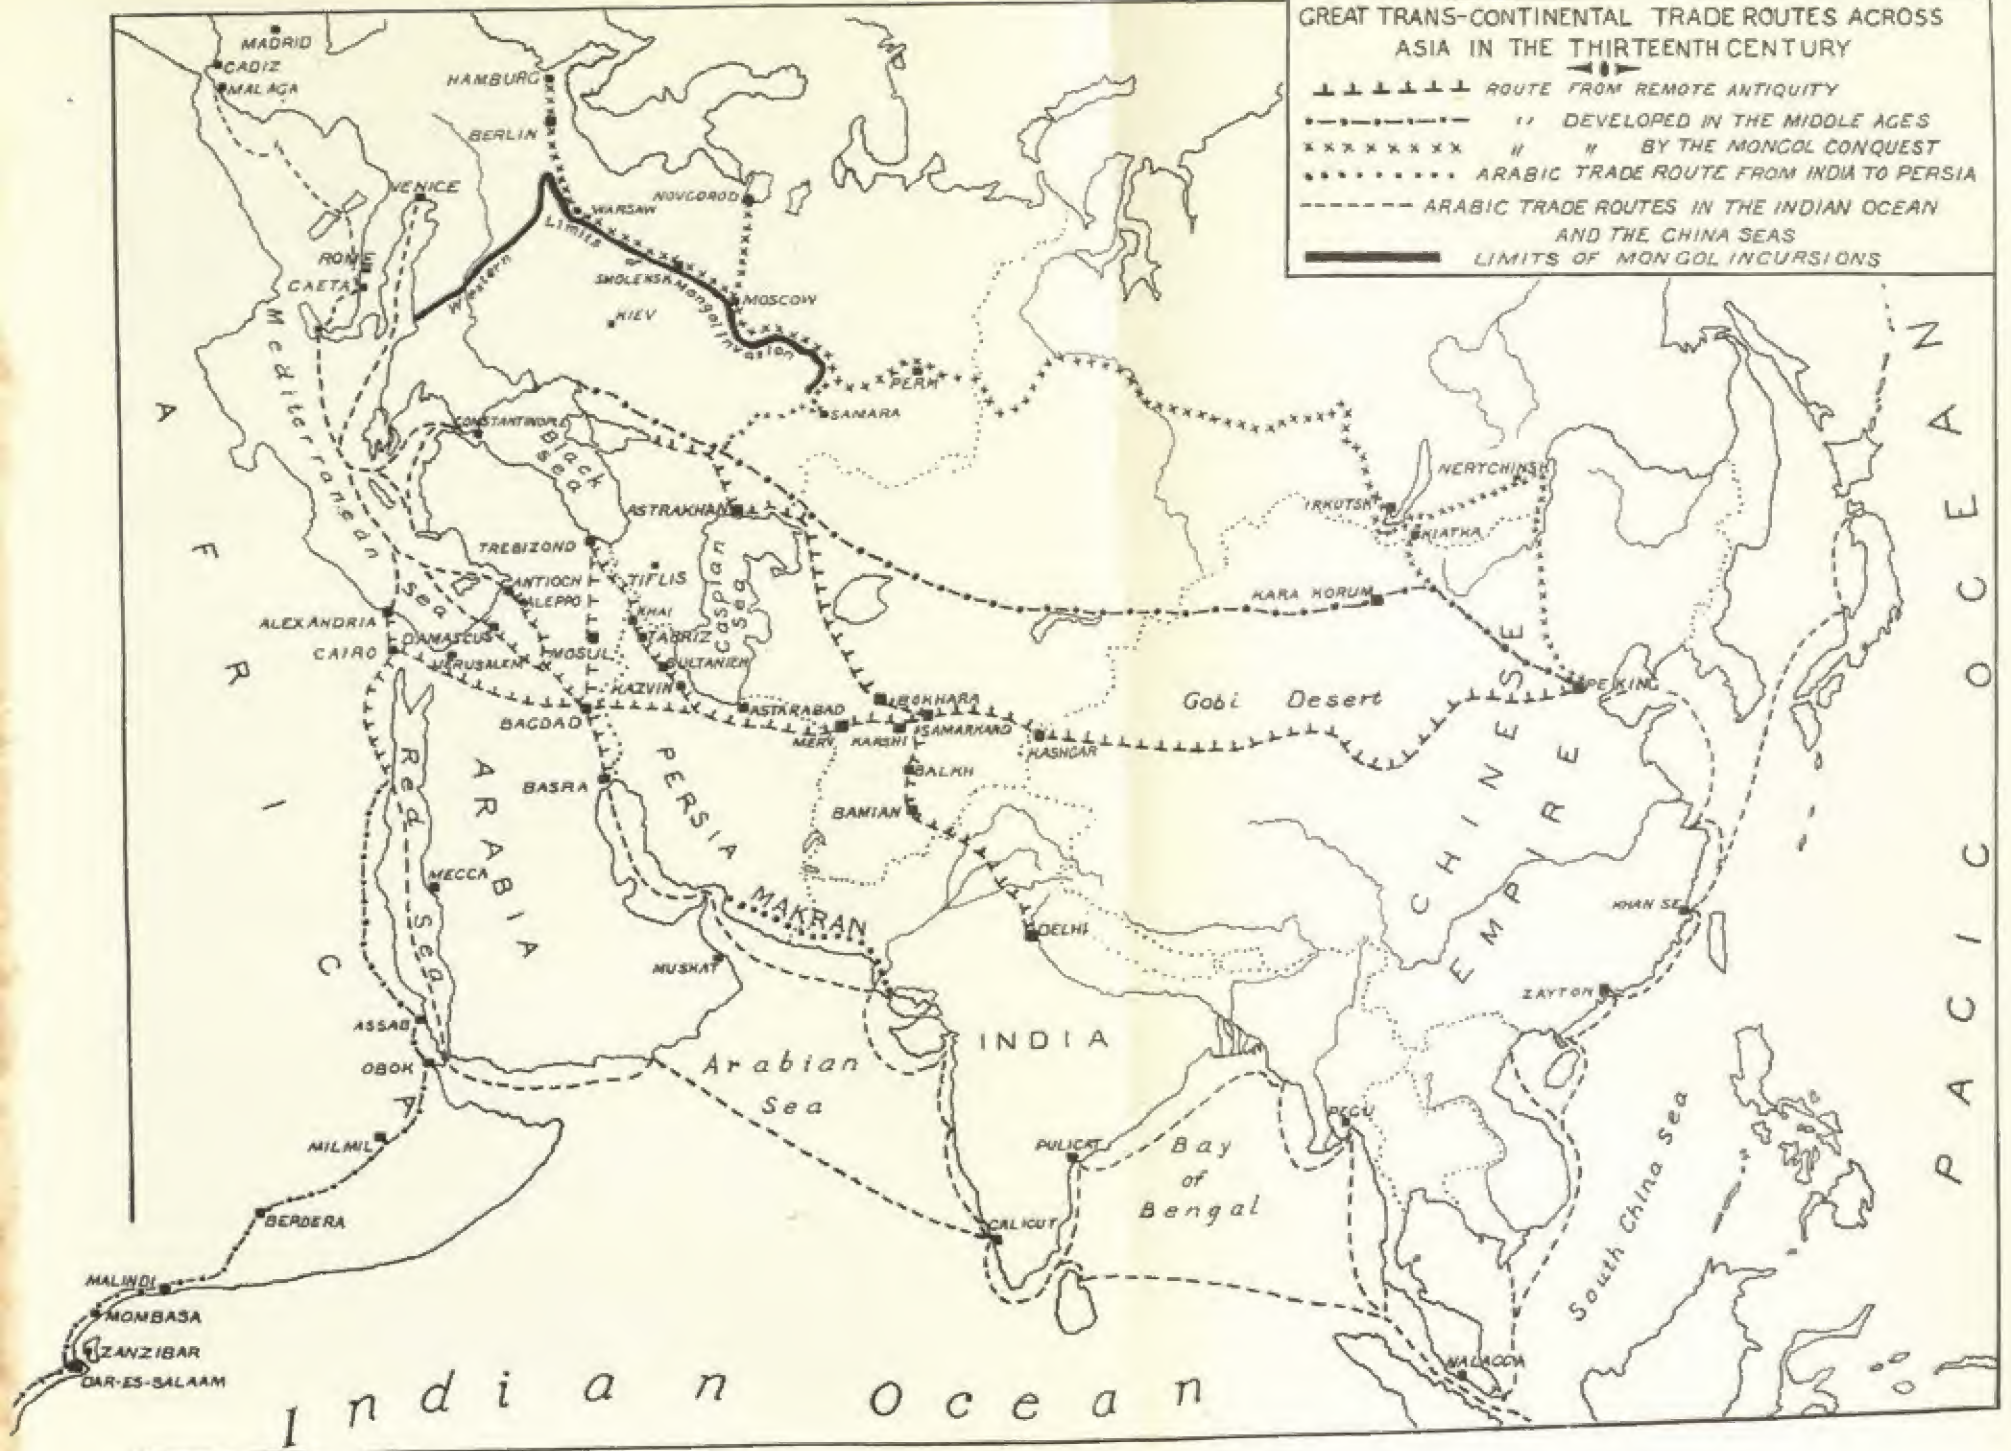 GREAT TRANS-CONTINENTAL TRADE ROUTES ACROSS
ASIA IN THE THIRTEENTH CENTURY
ROUTE FROM REMOTE ANTIQUITY
" DEVELOPED IN THE MIDDLE AGES
" " BY THE MONGOL CONQUEST
ARABIC TRADE ROUTE FROM INDIA TO PERSIA
ARABIC TRADE ROUTES IN THE INDIAN OCEAN
AND THE CHINA SEAS
LIMITS OF MONGOL INCURSIONS
MADRID
CADIZ
MALAGA
HAMBURG
BERLIN
VENICE
NOVGOROD
WARSAW
Western Limits of Mongol Invasion
ROME
GAETA
SMOLENSK
MOSCOW
KIEV
PERM
SAMARA
Mediterranean Sea
CONSTANTINOPLE
Black
Sea
NERTCHINSK
IRKUTSK
KIATKA
ASTRAKHAN
TREBIZOND
TIFLIS
Caspian
Sea
ANTIOCH
ALEPPO
KHAI
KARA KORUM
ALEXANDRIA
DAMASCUS
TABRIZ
CAIRO
JERUSALEM
MOSUL
SULTANIEH
KAZVIN
PEKING
Gobi Desert
BOKHARA
ASTARABAD
BAGDAD
SAMARKAND
MERV
KARSHI
KASHGAR
BALKH
BASRA
BAMIAN
PERSIA
ARABIA
Red Sea
CHINESE
EMPIRE
MECCA
MAKRAN
DELHI
KHAN SE
MUSKAT
ZAYTON
ASSAB
OBOK
INDIA
Arabian
Sea
AFRICA
MILMIL
PEGU
PULICAT
Bay
of
Bengal
South China Sea
PACIFIC OCEAN
BERDERA
CALICUT
MALINDI
MOMBASA
ZANZIBAR
DAR-ES-SALAAM
MALACCA
Indian Ocean